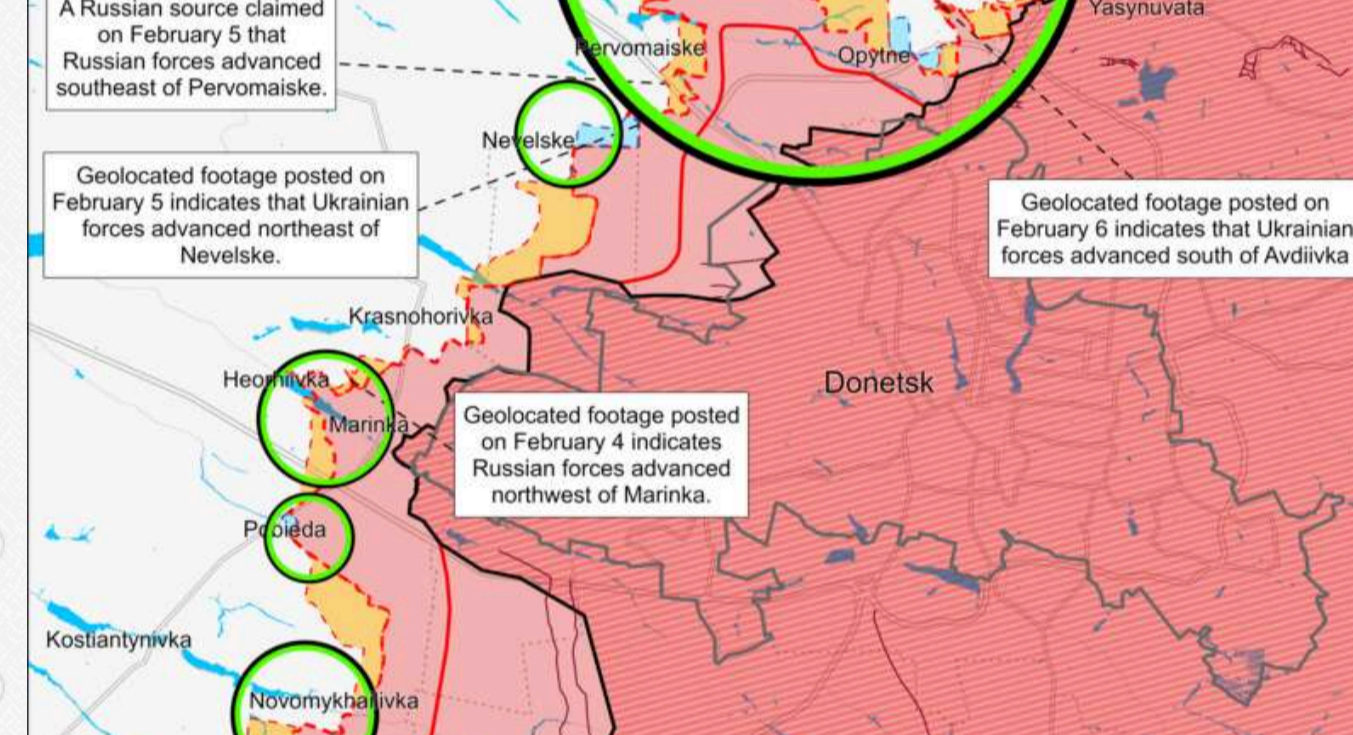 A Russian source claimed
on February 5 that
Russian forces advanced
southeast of Pervomaiske.
Yasynuvata
Pervomaiske
Opytne
Nevelske
Geolocated footage posted on
February 5 indicates that Ukrainian
forces advanced northeast of
Nevelske.
Geolocated footage posted on
February 6 indicates that Ukrainian
forces advanced south of Avdiivka
Krasnohorivka
Heorhiivka
Donetsk
Marinka
Geolocated footage posted
on February 4 indicates
Russian forces advanced
northwest of Marinka.
Pobieda
Kostiantynivka
Novomykhailivka